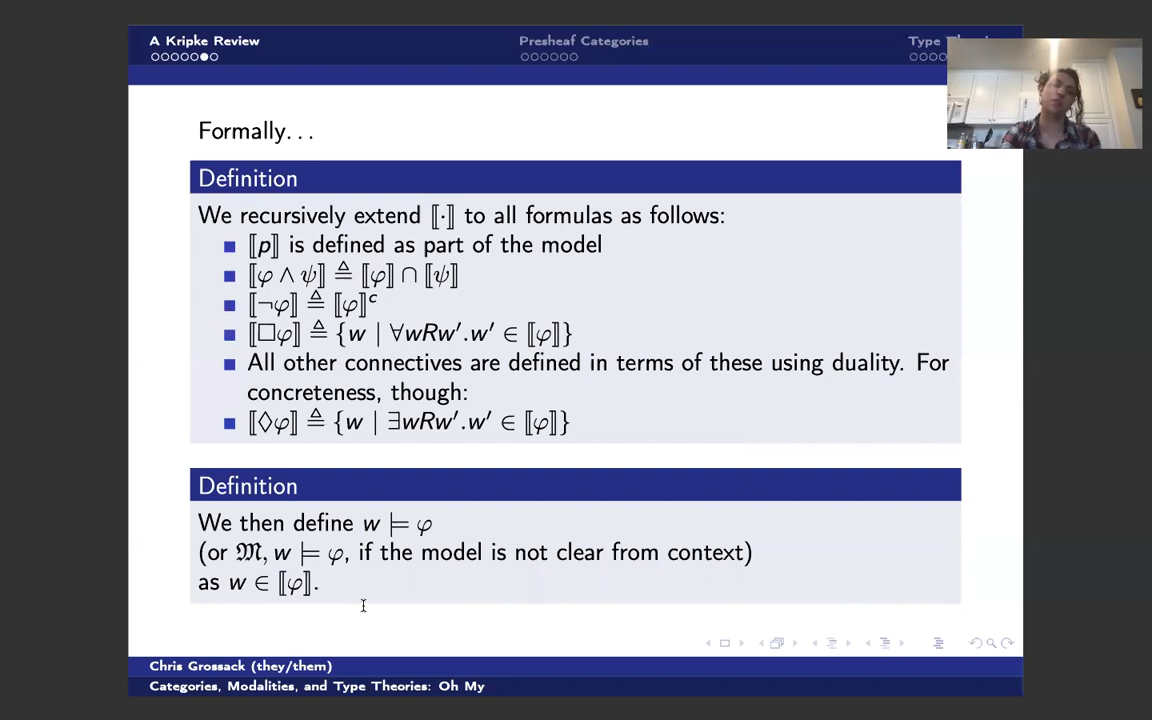 A Kripke Review Presheaf Categories Type
Formally. . .
Definition
We recursively extend ⟦·⟧ to all formulas as follows:
⟦p⟧ is defined as part of the model
⟦φ ∧ ψ⟧ ≜ ⟦φ⟧ ∩ ⟦ψ⟧
⟦¬φ⟧ ≜ ⟦φ⟧ᶜ
⟦□φ⟧ ≜ {w | ∀wRw′.w′ ∈ ⟦φ⟧}
All other connectives are defined in terms of these using duality. For
concreteness, though:
⟦◊φ⟧ ≜ {w | ∃wRw′.w′ ∈ ⟦φ⟧}
Definition
We then define w ⊨ φ
(or 𝔐, w ⊨ φ, if the model is not clear from context)
as w ∈ ⟦φ⟧.
Chris Grossack (they/them)
Categories, Modalities, and Type Theories: Oh My